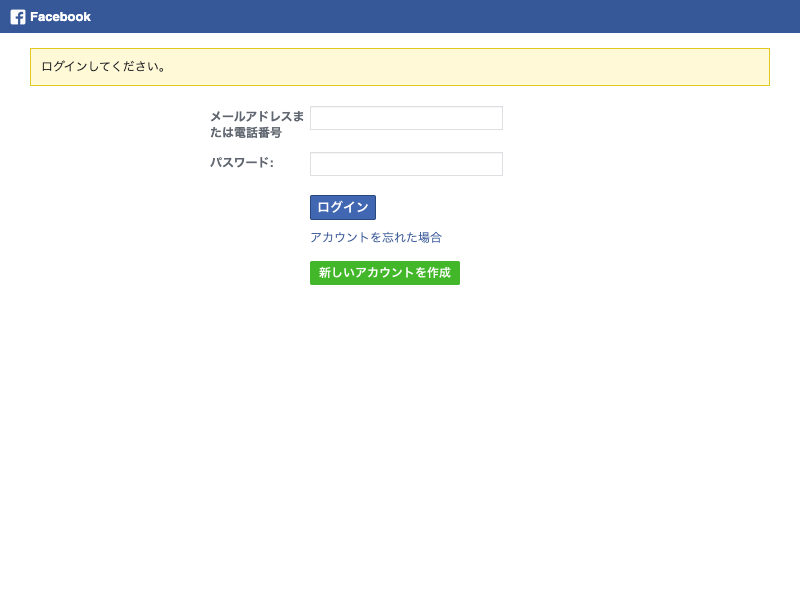 Facebook
ログインしてください。
メールアドレスま
たは電話番号
パスワード:
ログイン
アカウントを忘れた場合
新しいアカウントを作成